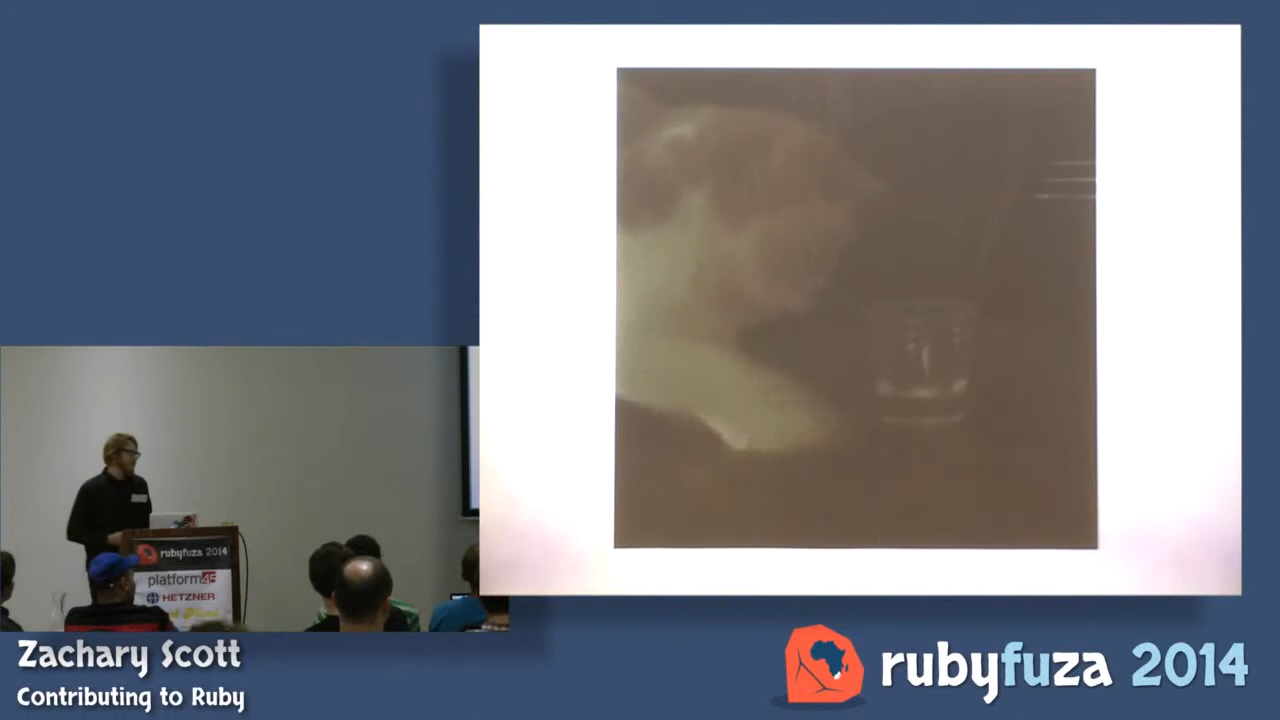 rubyfuza 2014
platform45
HETZNER
Zachary Scott
Contributing to Ruby
rubyfuza 2014